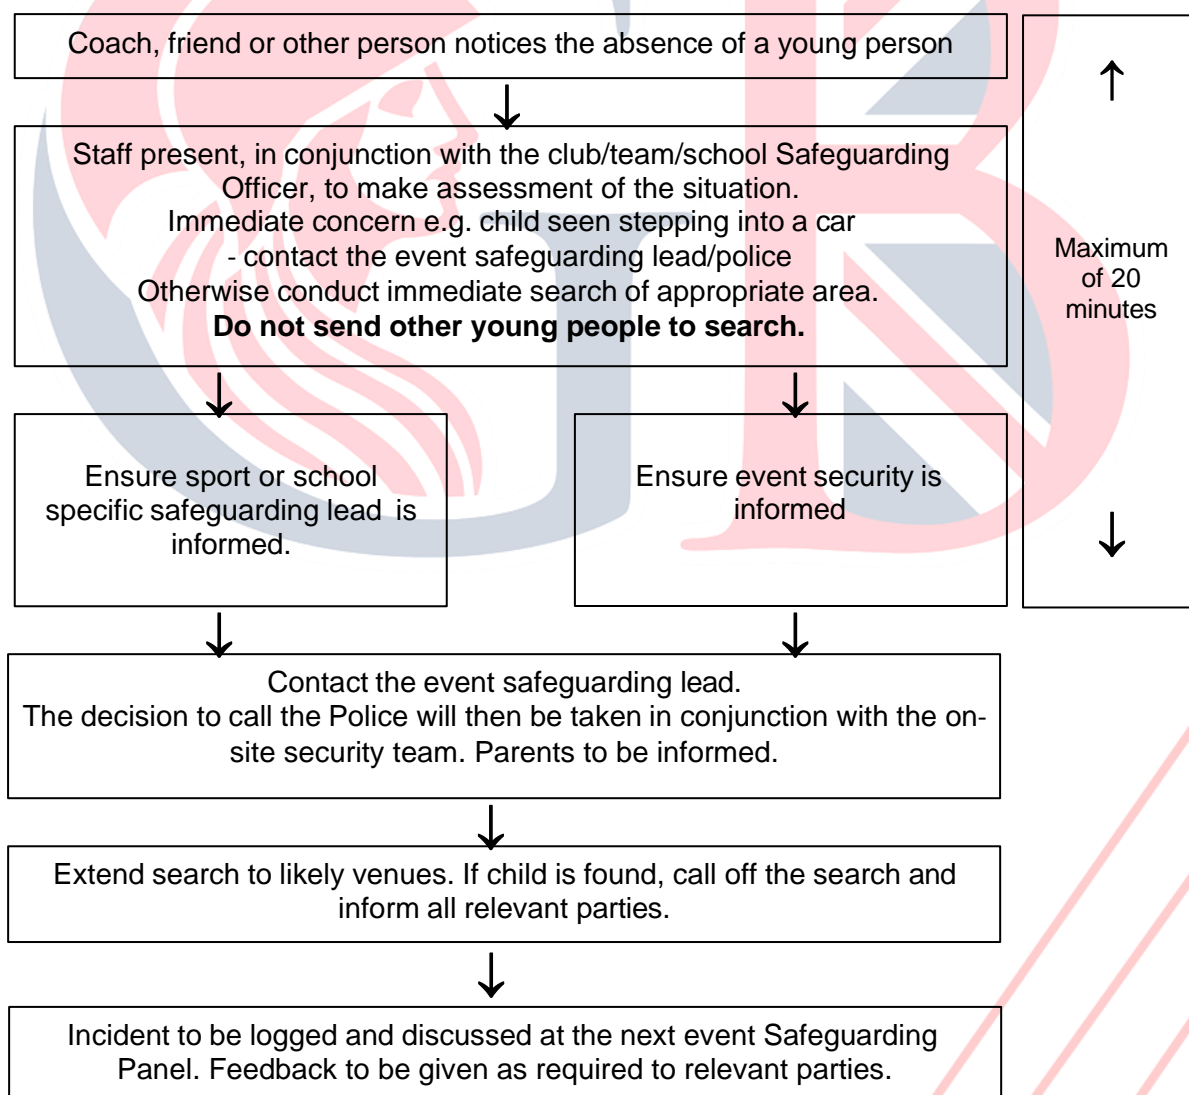 Coach, friend or other person notices the absence of a young person
Staff present, in conjunction with the club/team/school Safeguarding
Officer, to make assessment of the situation.
Immediate concern e.g. child seen stepping into a car
- contact the event safeguarding lead/police
Otherwise conduct immediate search of appropriate area.
Do not send other young people to search.
Maximum
of 20
minutes
Ensure sport or school
specific safeguarding lead is
informed.
Ensure event security is
informed
Contact the event safeguarding lead.
The decision to call the Police will then be taken in conjunction with the on-
site security team. Parents to be informed.
Extend search to likely venues. If child is found, call off the search and
inform all relevant parties.
Incident to be logged and discussed at the next event Safeguarding
Panel. Feedback to be given as required to relevant parties.
GB